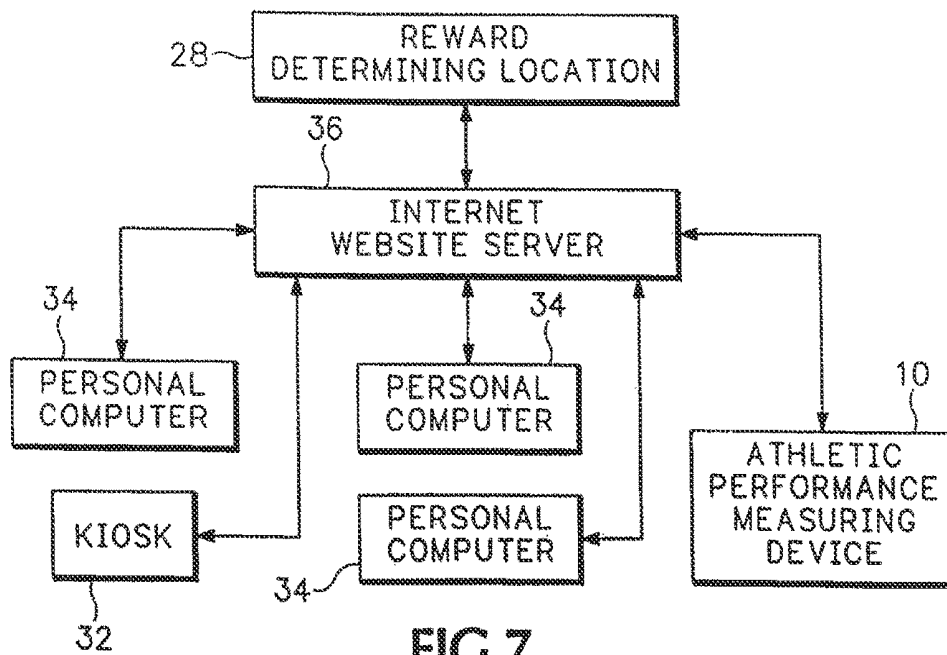 REWARD
DETERMINING LOCATION
28
36
INTERNET
WEBSITE SERVER
34
PERSONAL
COMPUTER
34
PERSONAL
COMPUTER
10
ATHLETIC
PERFORMANCE
MEASURING
DEVICE
KIOSK
32
PERSONAL
COMPUTER
34
FIG.7